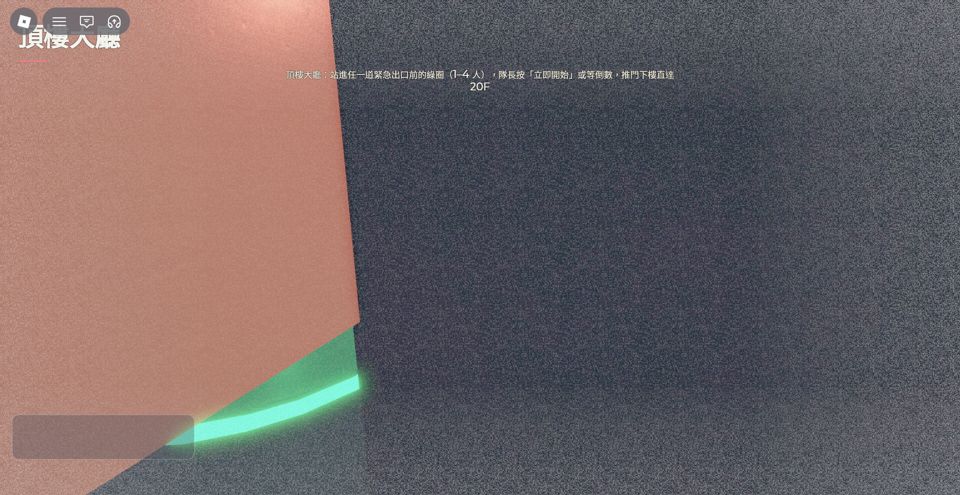 頂樓大廳
頂樓大廳：站進任一道緊急出口前的綠圈（1–4 人），隊長按「立即開始」或等倒數，推門下樓直達
20F